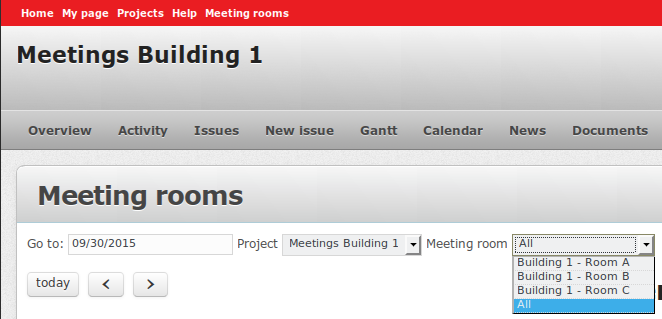 Home My page Projects Help Meeting rooms
Meetings Building 1
Overview Activity Issues New issue Gantt Calendar News Documents
Meeting rooms
Go to: 09/30/2015 Project Meetings Building 1 Meeting room All
Building 1 - Room A
today < > Building 1 - Room B
Building 1 - Room C
All